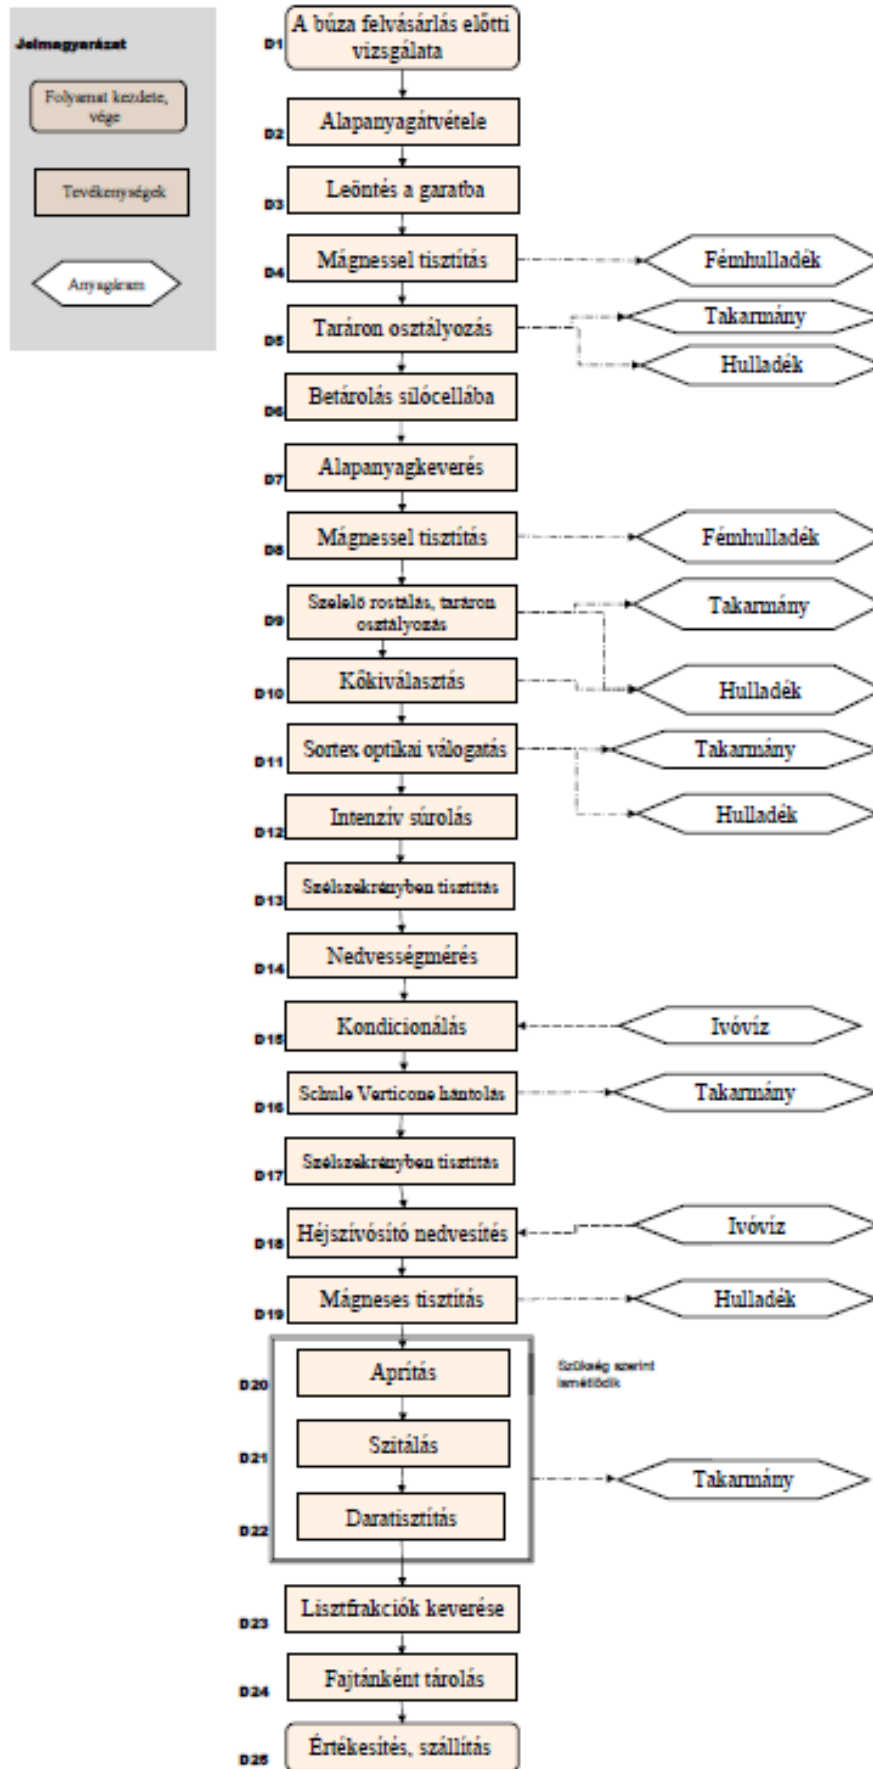 Jelmagyarázat
Folyamat kezdete,
vége
Tevékenységek
Anyagáram
D1
A búza felvásárlás előtti
vizsgálata
D2
Alapanyagátvétele
D3
Leöntés a garatba
D4
Mágnessel tisztítás
Fémhulladék
D5
Taráron osztályozás
Takarmány
Hulladék
D6
Betárolás silócellába
D7
Alapanyagkeverés
D8
Mágnessel tisztítás
Fémhulladék
D9
Szelelő rostálás, taráron
osztályozás
Takarmány
D10
Kőkiválasztás
Hulladék
D11
Sortex optikai válogatás
Takarmány
Hulladék
D12
Intenzív súrolás
D13
Szélszekrényben tisztítás
D14
Nedvességmérés
D15
Kondicionálás
Ivóvíz
D16
Schule Verticone hántolás
Takarmány
D17
Szélszekrényben tisztítás
D18
Héjszívósító nedvesítés
Ivóvíz
D19
Mágneses tisztítás
Hulladék
D20
Aprítás
Szükség szerint
ismétlődik
D21
Szitálás
Takarmány
D22
Daratisztítás
D23
Lisztfrakciók keverése
D24
Fajtánként tárolás
D25
Értékesítés, szállítás